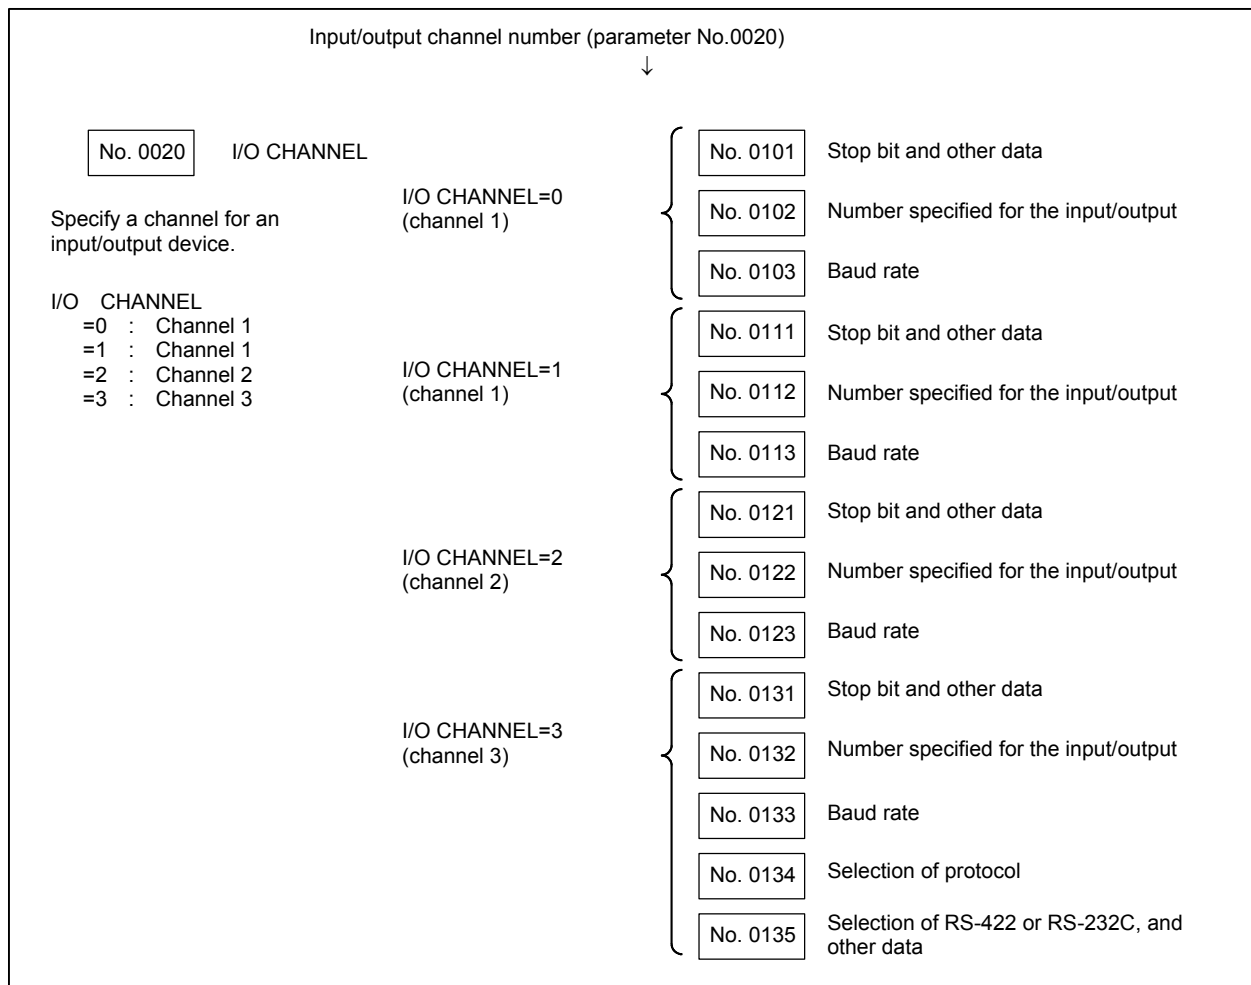 Input/output channel number (parameter No.0020)
↓
No. 0020 I/O CHANNEL
Specify a channel for an
input/output device.
I/O CHANNEL
=0 : Channel 1
=1 : Channel 1
=2 : Channel 2
=3 : Channel 3
I/O CHANNEL=0
(channel 1)
No. 0101 Stop bit and other data
No. 0102 Number specified for the input/output
No. 0103 Baud rate
I/O CHANNEL=1
(channel 1)
No. 0111 Stop bit and other data
No. 0112 Number specified for the input/output
No. 0113 Baud rate
I/O CHANNEL=2
(channel 2)
No. 0121 Stop bit and other data
No. 0122 Number specified for the input/output
No. 0123 Baud rate
I/O CHANNEL=3
(channel 3)
No. 0131 Stop bit and other data
No. 0132 Number specified for the input/output
No. 0133 Baud rate
No. 0134 Selection of protocol
No. 0135 Selection of RS-422 or RS-232C, and
other data